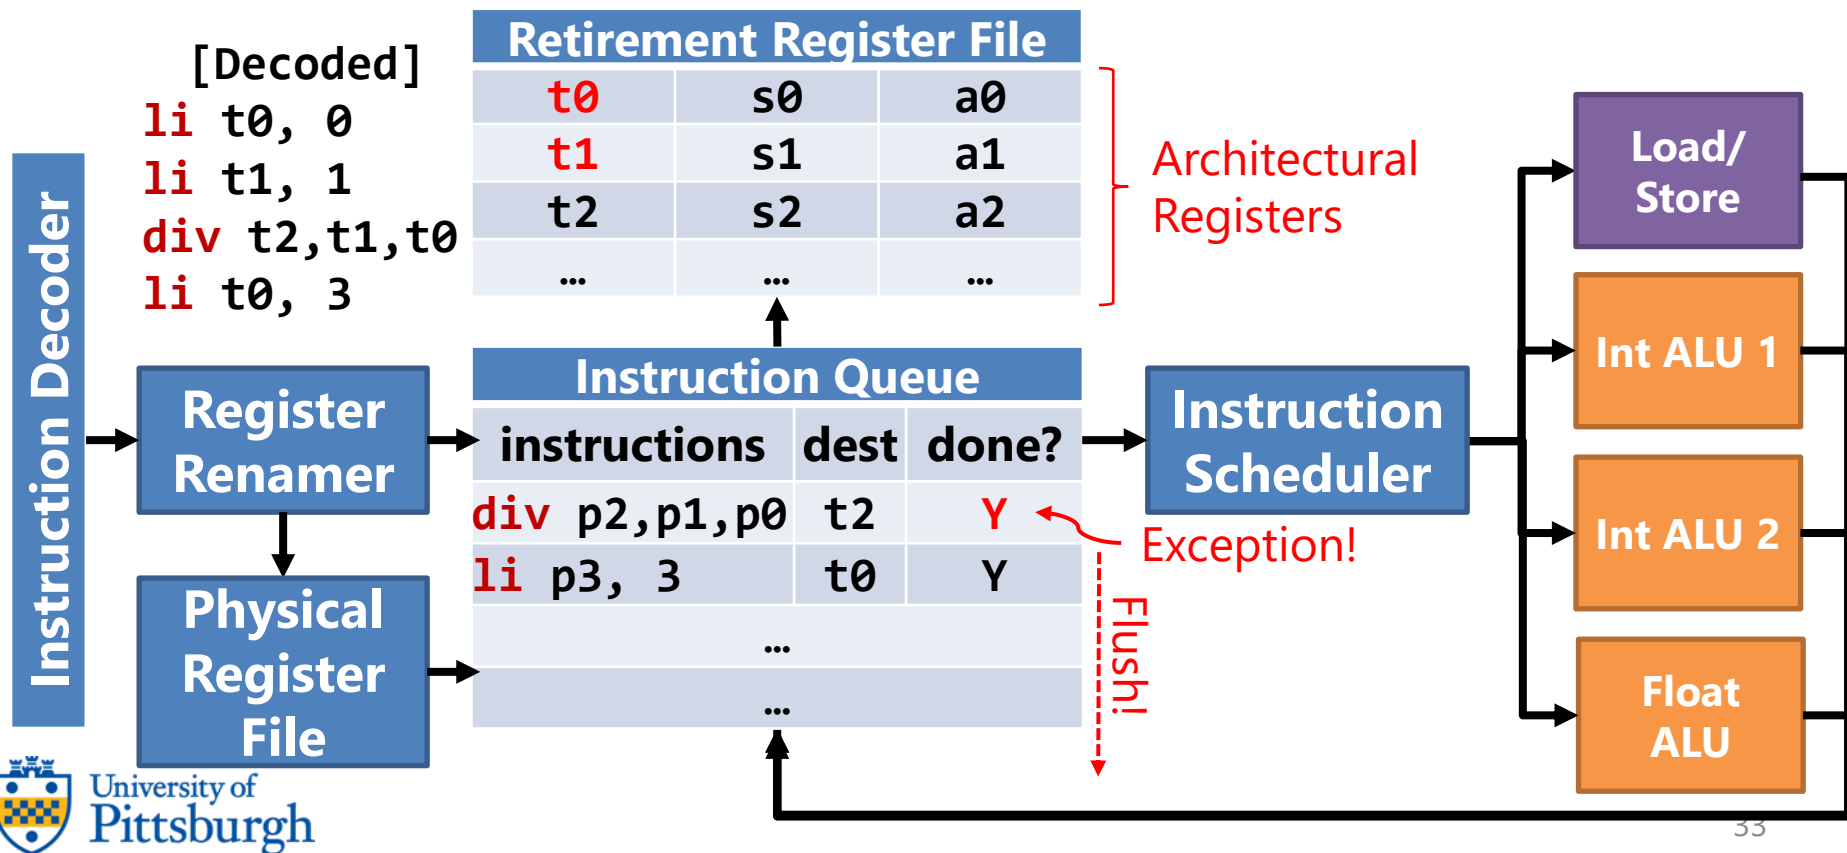 [Decoded]
li t0, 0
li t1, 1
div t2,t1,t0
li t0, 3
Instruction Decoder
Retirement Register File
t0 s0 a0
t1 s1 a1
t2 s2 a2
… … …
Architectural
Registers
Register
Renamer
Physical
Register
File
Instruction Queue
instructions dest done?
div p2,p1,p0 t2 Y
li p3, 3 t0 Y
…
…
Exception!
Flush!
Instruction
Scheduler
Load/
Store
Int ALU 1
Int ALU 2
Float
ALU
University of
Pittsburgh
33